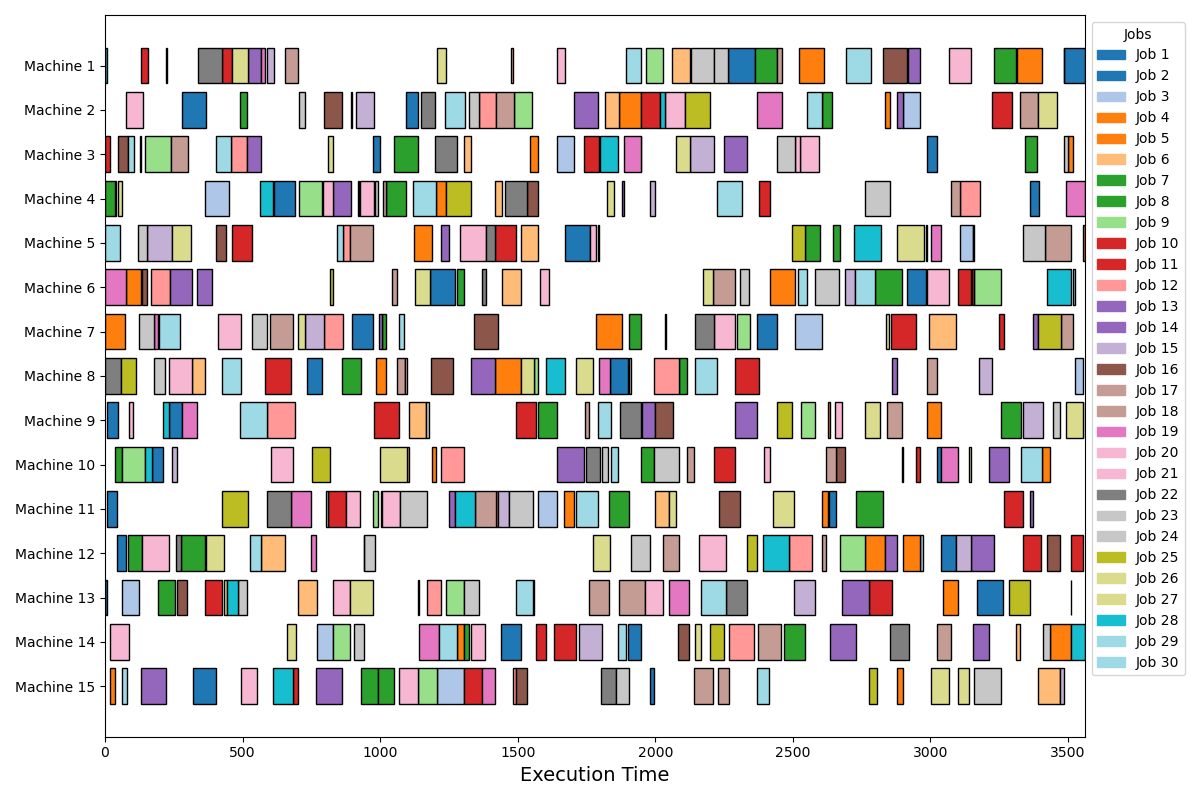 Machine 1
Machine 2
Machine 3
Machine 4
Machine 5
Machine 6
Machine 7
Machine 8
Machine 9
Machine 10
Machine 11
Machine 12
Machine 13
Machine 14
Machine 15
0 500 1000 1500 2000 2500 3000 3500
Execution Time
Jobs
Job 1
Job 2
Job 3
Job 4
Job 5
Job 6
Job 7
Job 8
Job 9
Job 10
Job 11
Job 12
Job 13
Job 14
Job 15
Job 16
Job 17
Job 18
Job 19
Job 20
Job 21
Job 22
Job 23
Job 24
Job 25
Job 26
Job 27
Job 28
Job 29
Job 30